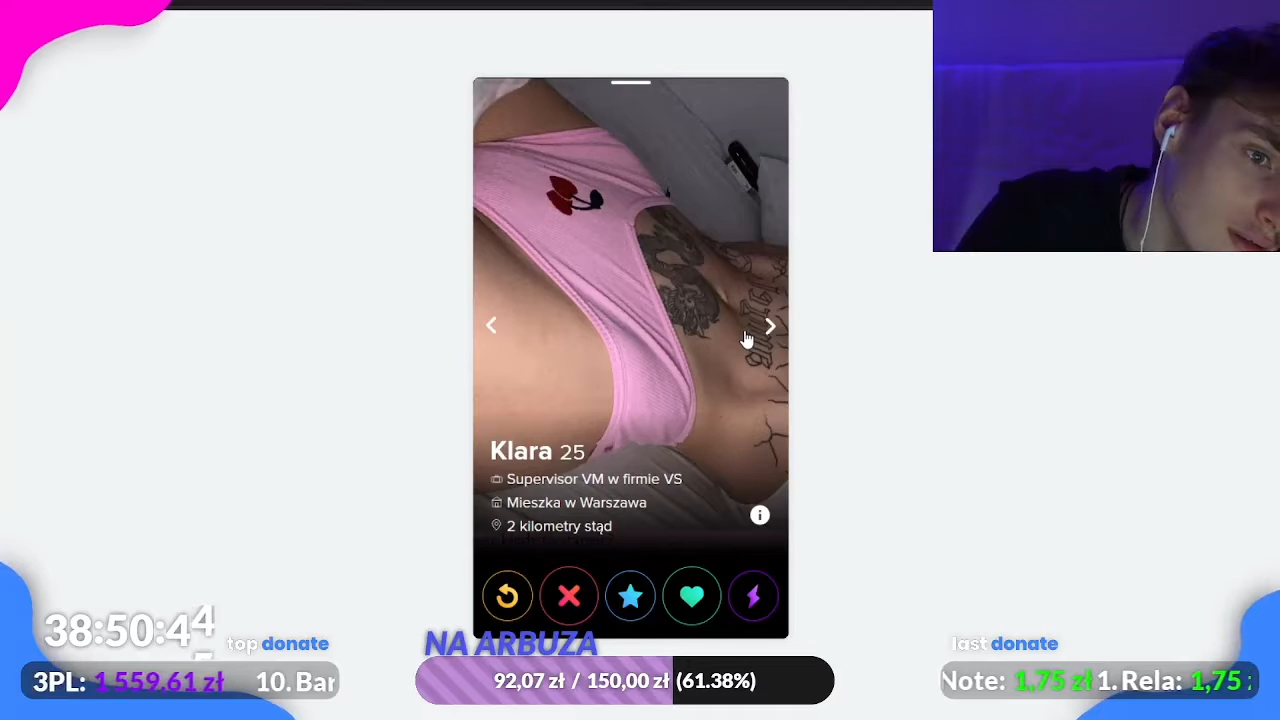 Klara 25
Supervisor VM w firmie VS
Mieszka w Warszawa
2 kilometry stąd
i
38:50:44
top donate
3PL: 1 559.61 zł 10. Bar
NA ARBUZA
92,07 zł / 150,00 zł (61.38%)
last donate
Note: 1,75 zł 1. Rela: 1,75